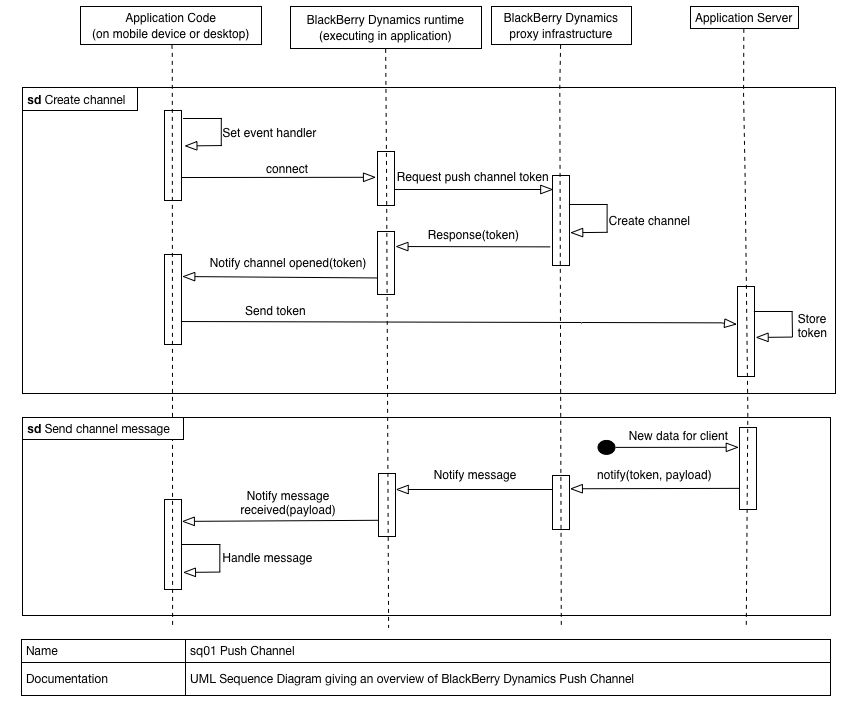 Application Code
(on mobile device or desktop)
BlackBerry Dynamics runtime
(executing in application)
BlackBerry Dynamics
proxy infrastructure
Application Server
sd Create channel
Set event handler
connect
Request push channel token
Create channel
Response(token)
Notify channel opened(token)
Send token
Store
token
sd Send channel message
New data for client
notify(token, payload)
Notify message
Notify message
received(payload)
Handle message
Name
sq01 Push Channel
Documentation
UML Sequence Diagram giving an overview of BlackBerry Dynamics Push Channel